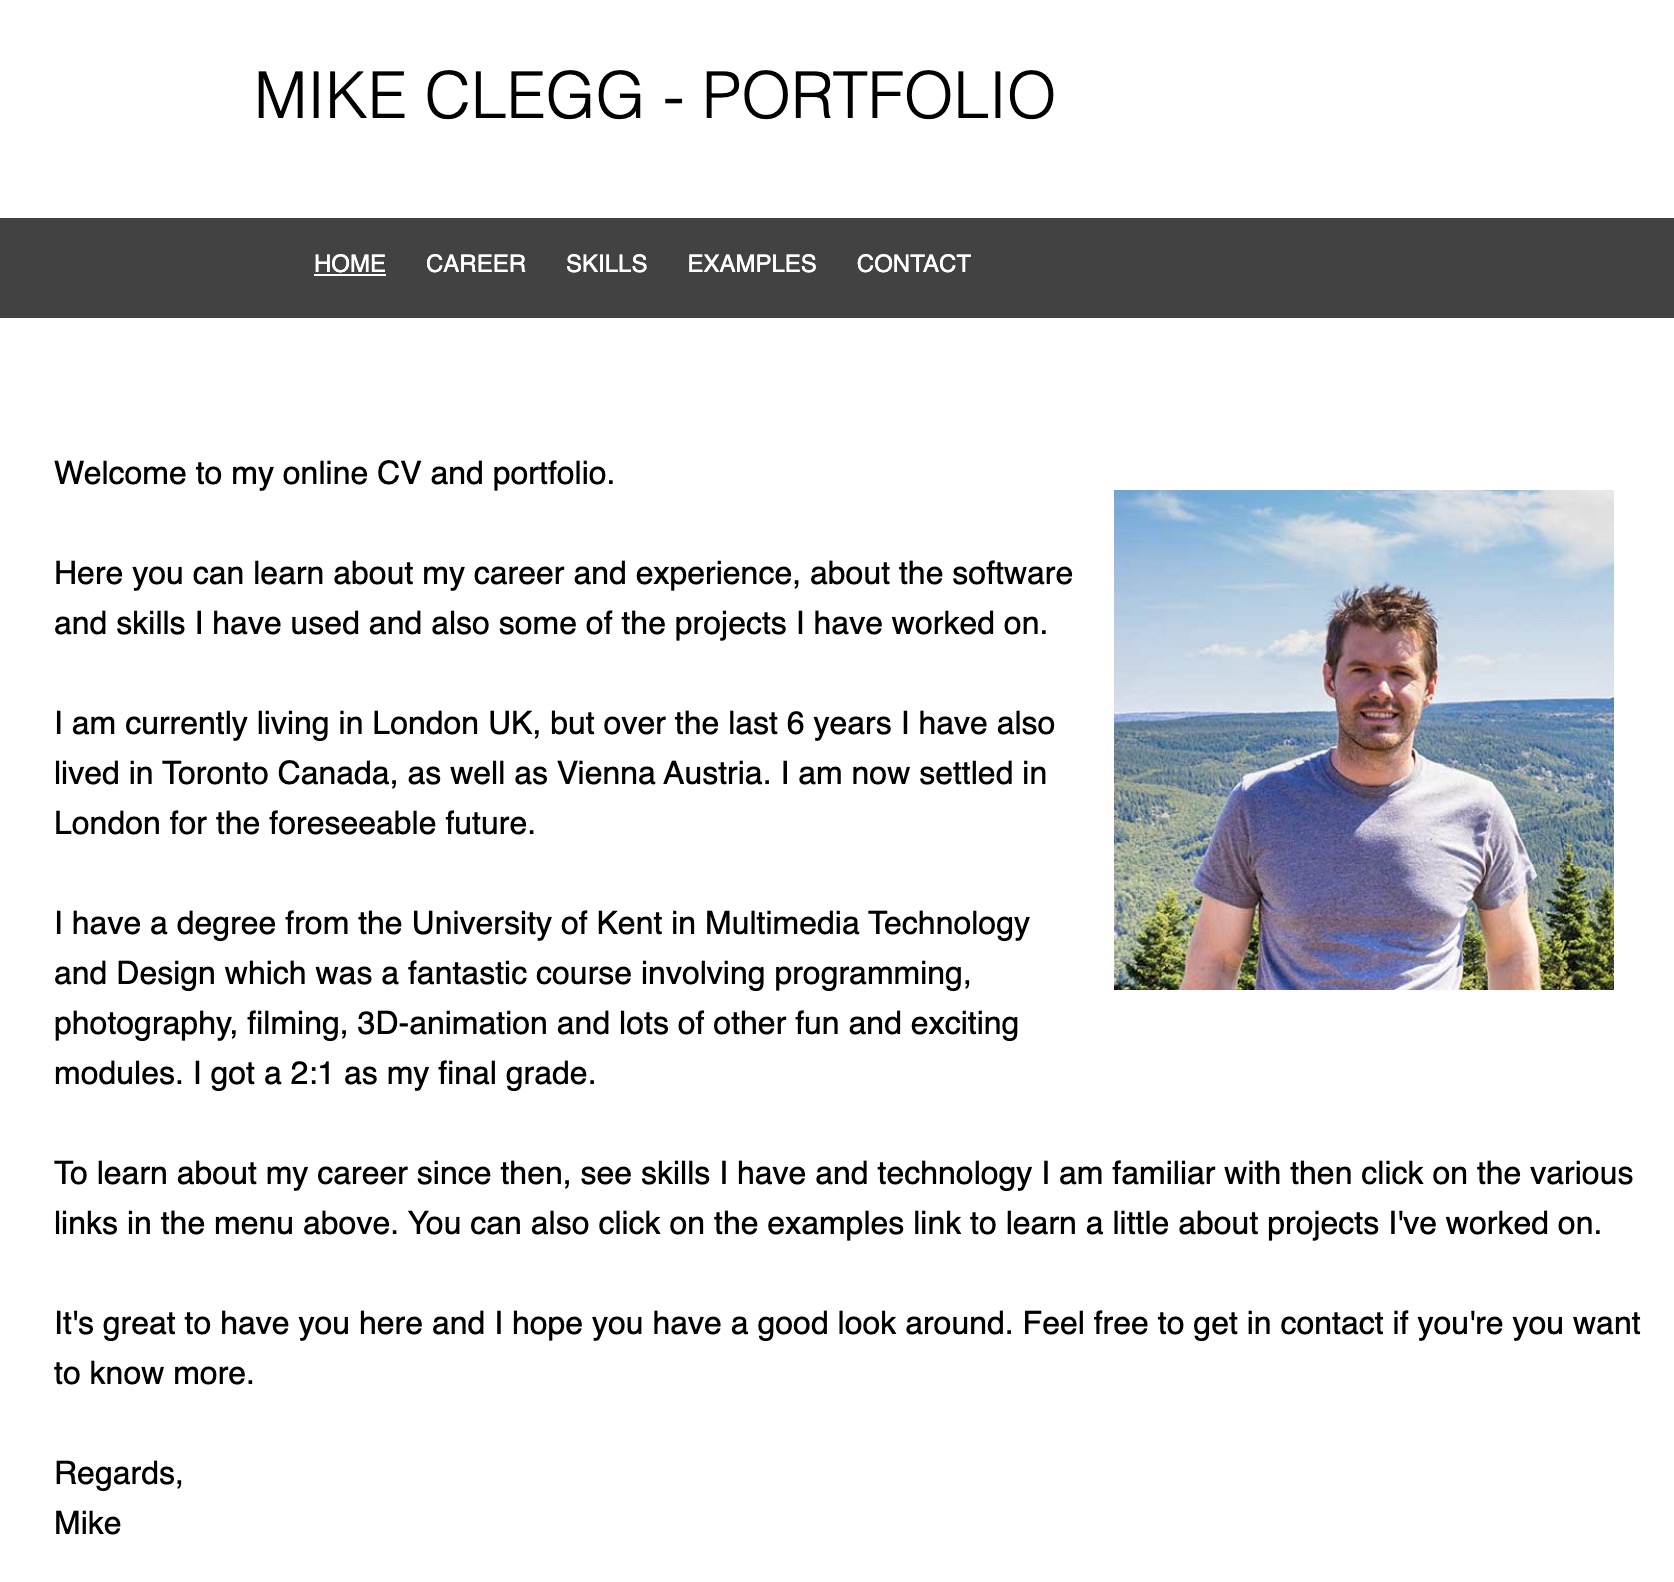 MIKE CLEGG - PORTFOLIO
HOME CAREER SKILLS EXAMPLES CONTACT
Welcome to my online CV and portfolio.
Here you can learn about my career and experience, about the software
and skills I have used and also some of the projects I have worked on.
I am currently living in London UK, but over the last 6 years I have also
lived in Toronto Canada, as well as Vienna Austria. I am now settled in
London for the foreseeable future.
I have a degree from the University of Kent in Multimedia Technology
and Design which was a fantastic course involving programming,
photography, filming, 3D-animation and lots of other fun and exciting
modules. I got a 2:1 as my final grade.
To learn about my career since then, see skills I have and technology I am familiar with then click on the various
links in the menu above. You can also click on the examples link to learn a little about projects I've worked on.
It's great to have you here and I hope you have a good look around. Feel free to get in contact if you're you want
to know more.
Regards,
Mike